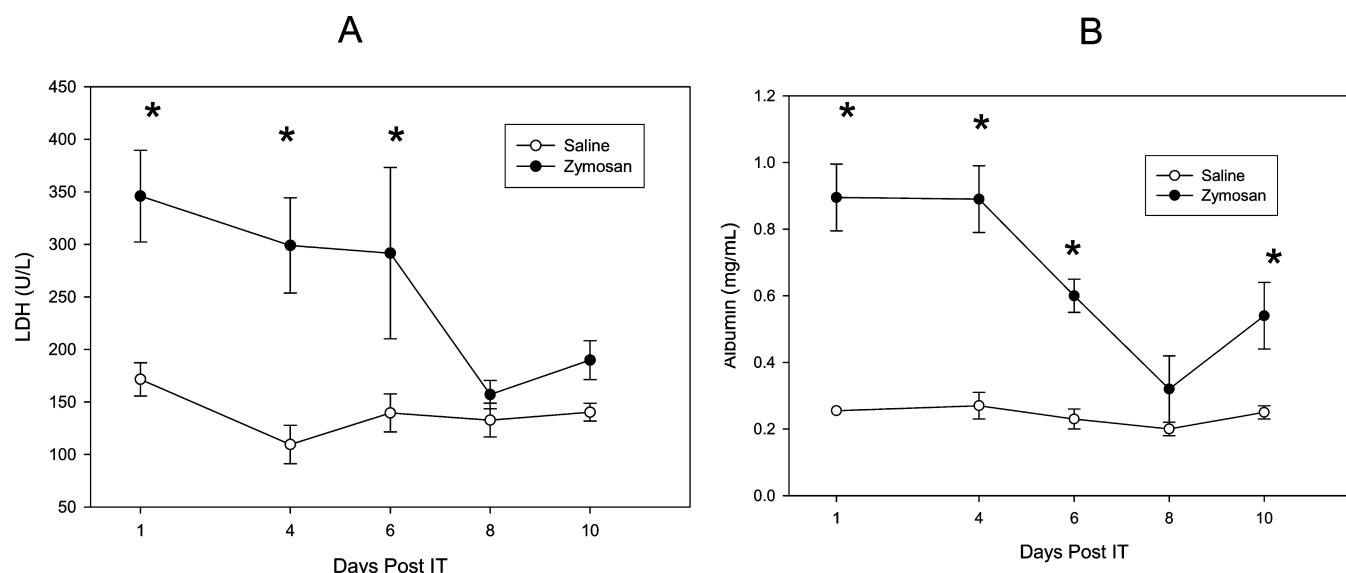 A
450
400
350
300
250
200
150
100
50
LDH (U/L)
* * *
Saline
Zymosan
1 4 6 8 10
Days Post IT
B
1.2
1.0
0.8
0.6
0.4
0.2
0.0
Albumin (mg/mL)
* * * *
Saline
Zymosan
1 4 6 8 10
Days Post IT